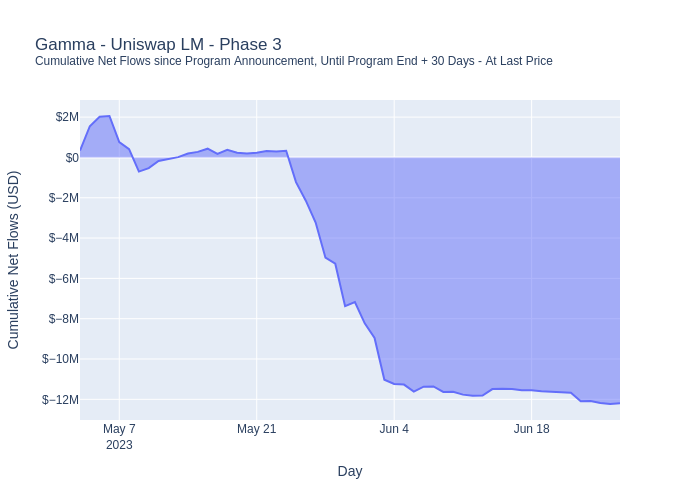 Gamma - Uniswap LM - Phase 3
Cumulative Net Flows since Program Announcement, Until Program End + 30 Days - At Last Price
Cumulative Net Flows (USD)
$2M
$0
$−2M
$−4M
$−6M
$−8M
$−10M
$−12M
May 7
2023
May 21
Jun 4
Jun 18
Day